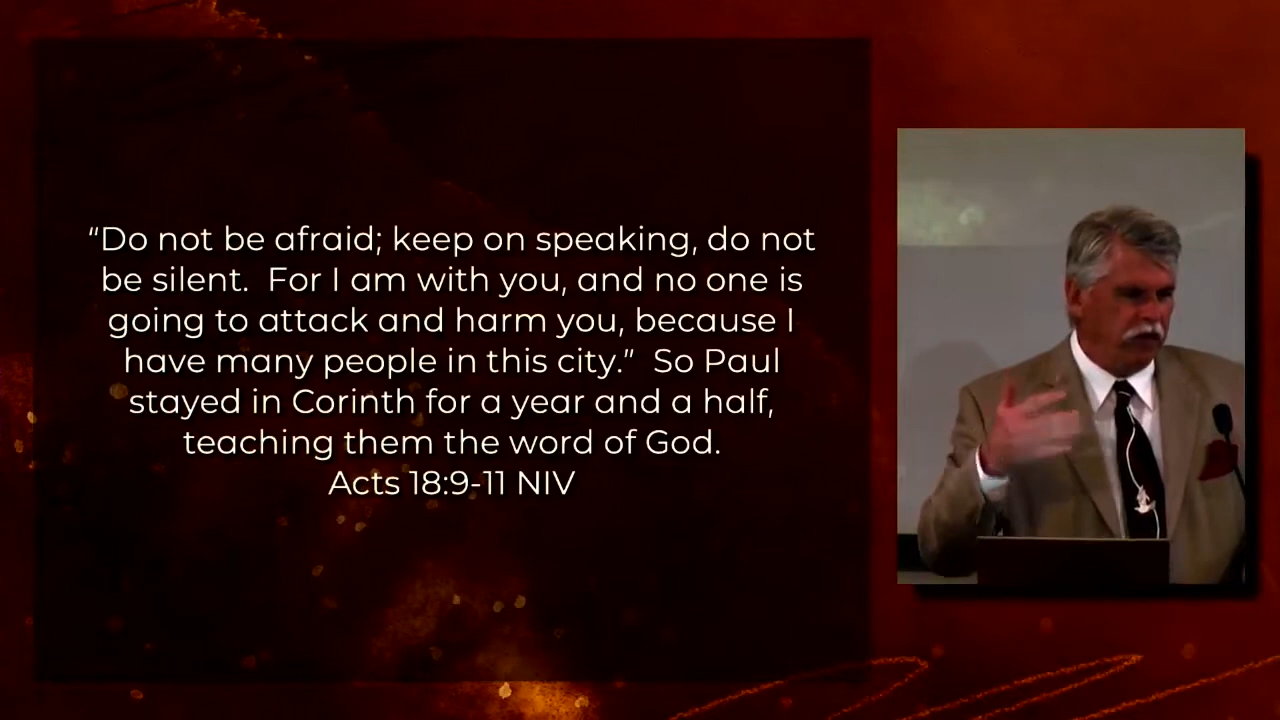 “Do not be afraid; keep on speaking, do not
be silent.  For I am with you, and no one is
going to attack and harm you, because I
have many people in this city.”  So Paul
stayed in Corinth for a year and a half,
teaching them the word of God.
Acts 18:9-11 NIV